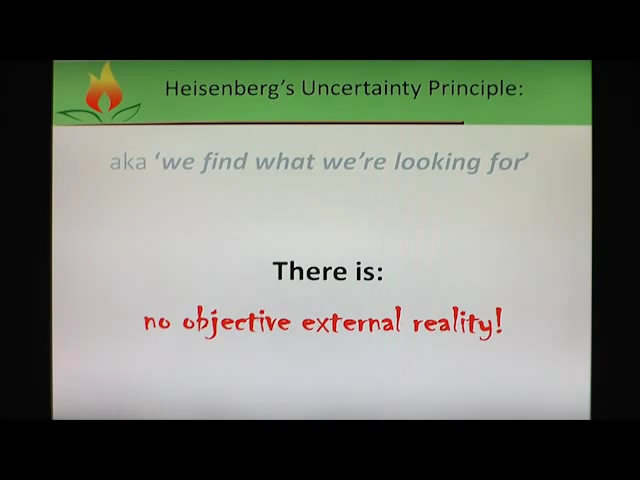 Heisenberg's Uncertainty Principle:
aka 'we find what we're looking for'
There is:
no objective external reality!